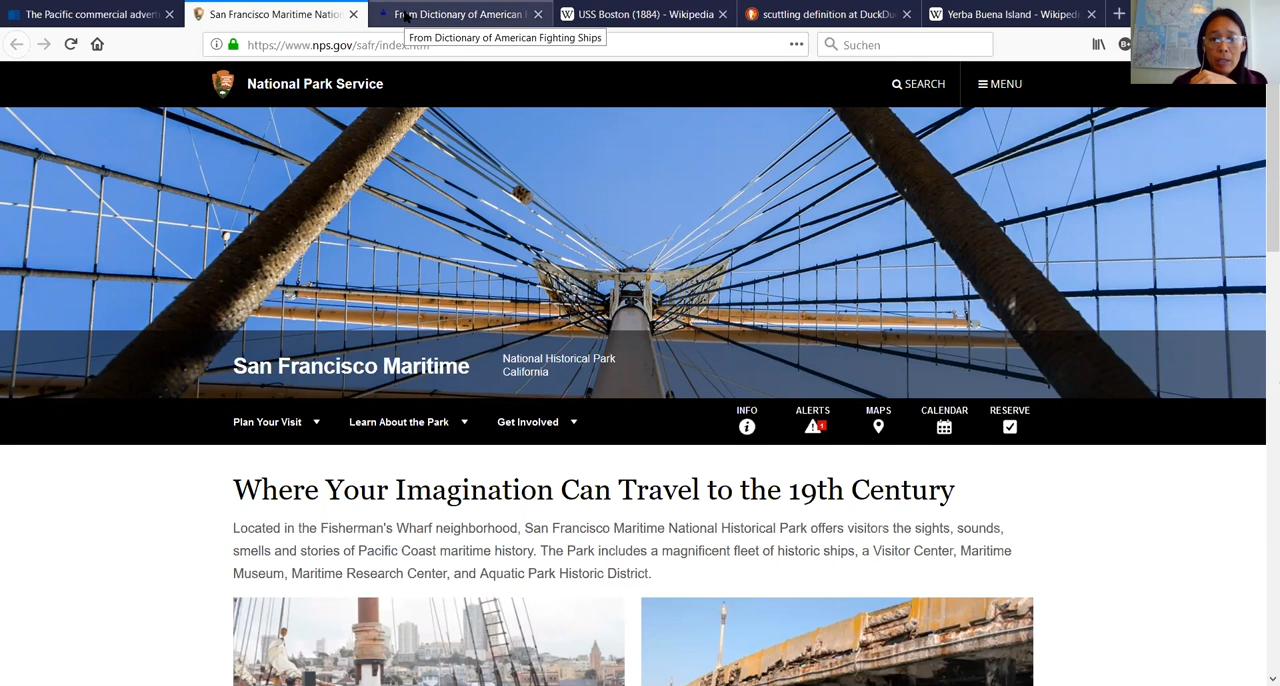 The Pacific commercial advert
San Francisco Maritime Nation
From Dictionary of American
USS Boston (1884) - Wikipedia
scuttling definition at DuckDu
Yerba Buena Island - Wikiped
From Dictionary of American Fighting Ships
https://www.nps.gov/safr/index.htm
Suchen
National Park Service
SEARCH
MENU
San Francisco Maritime
National Historical Park
California
Plan Your Visit
Learn About the Park
Get Involved
INFO
ALERTS
1
MAPS
CALENDAR
RESERVE
Where Your Imagination Can Travel to the 19th Century
Located in the Fisherman's Wharf neighborhood, San Francisco Maritime National Historical Park offers visitors the sights, sounds,
smells and stories of Pacific Coast maritime history. The Park includes a magnificent fleet of historic ships, a Visitor Center, Maritime
Museum, Maritime Research Center, and Aquatic Park Historic District.